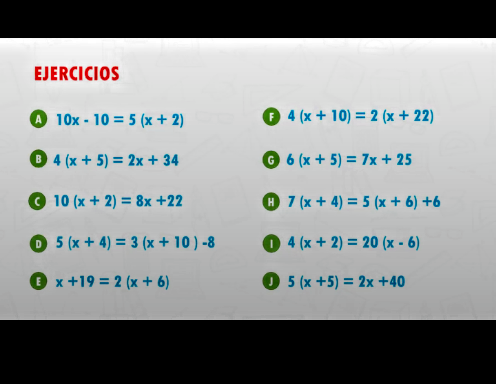 EJERCICIOS
A 10x - 10 = 5 (x + 2)
B 4 (x + 5) = 2x + 34
C 10 (x + 2) = 8x +22
D 5 (x + 4) = 3 (x + 10 ) -8
E x +19 = 2 (x + 6)
F 4 (x + 10) = 2 (x + 22)
G 6 (x + 5) = 7x + 25
H 7 (x + 4) = 5 (x + 6) +6
I 4 (x + 2) = 20 (x - 6)
J 5 (x +5) = 2x +40